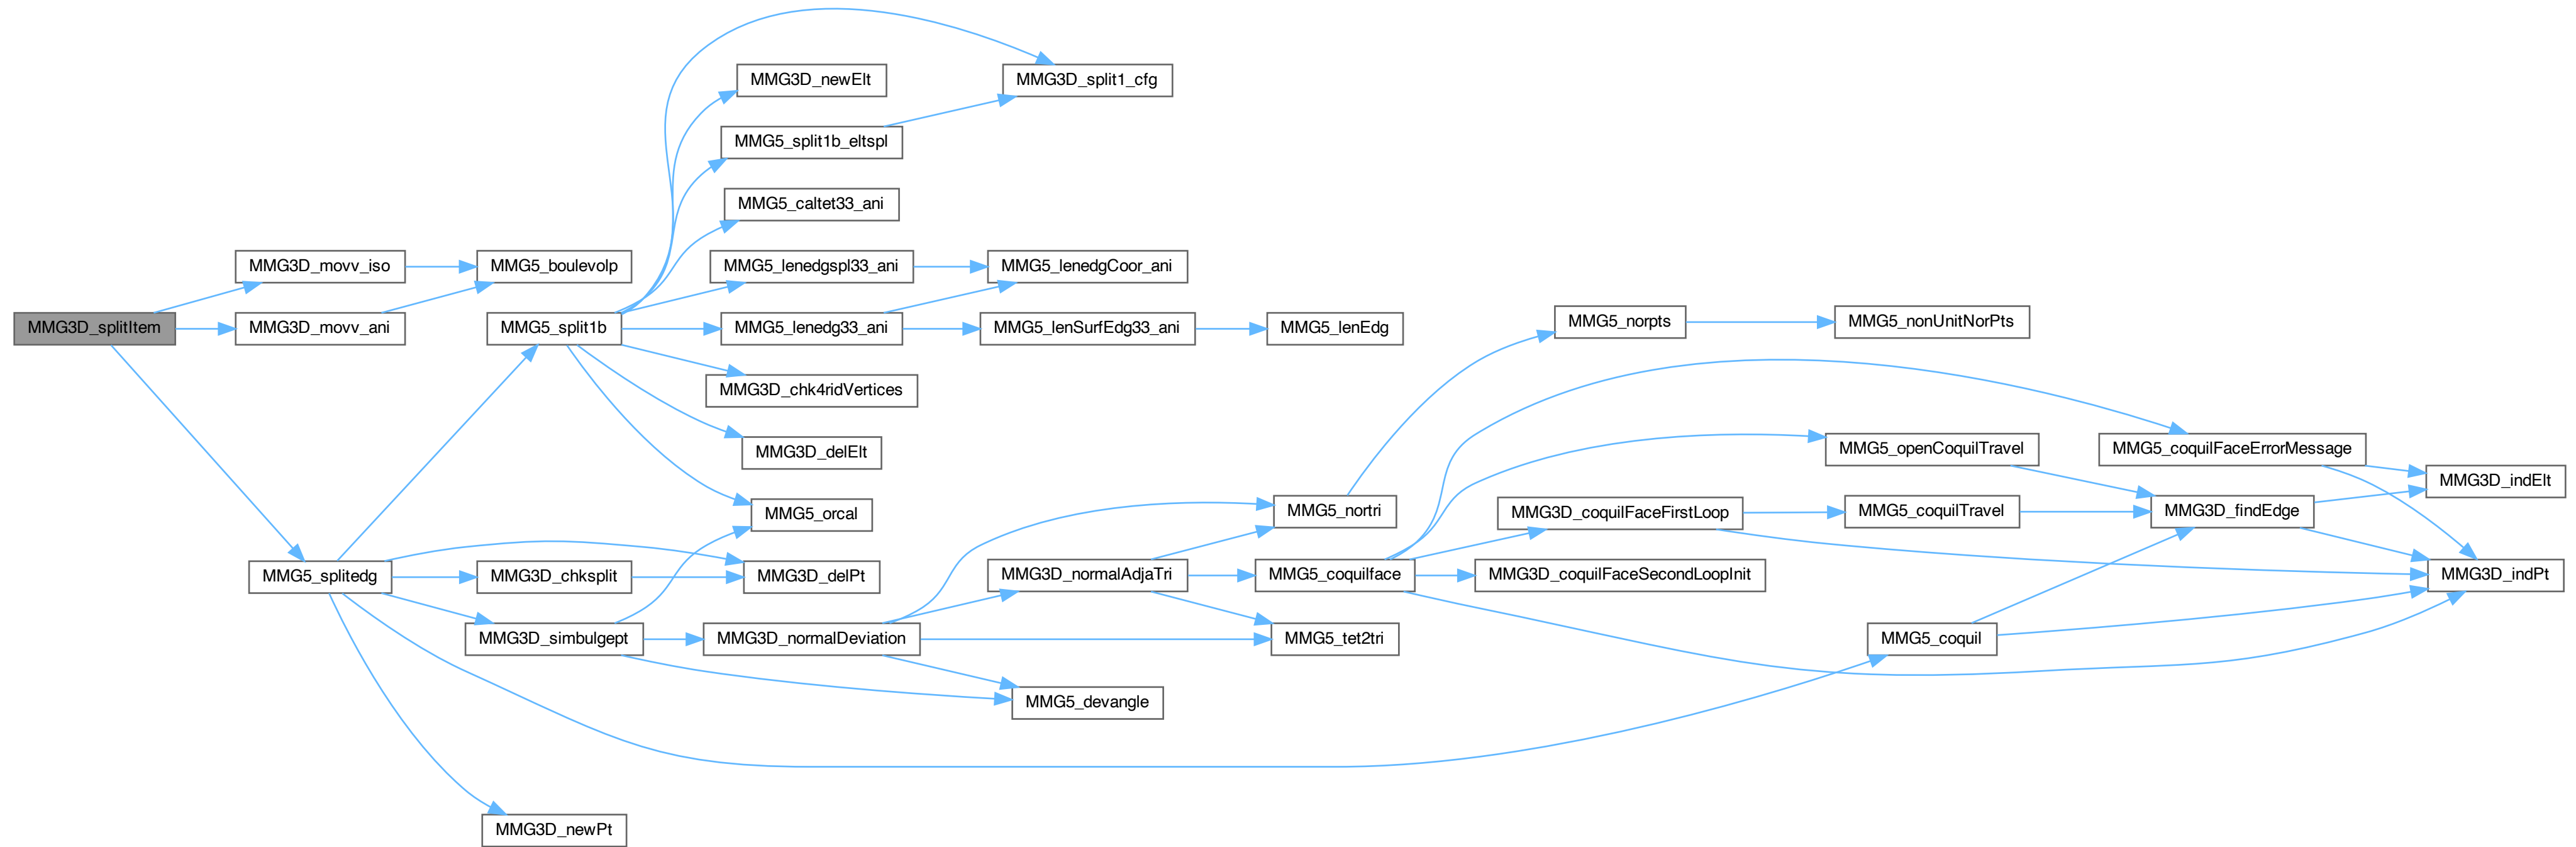 MMG3D_splitItem
MMG3D_movv_iso
MMG3D_movv_ani
MMG5_boulevolp
MMG5_splitedg
MMG5_split1b
MMG3D_chksplit
MMG3D_simbulgept
MMG3D_newPt
MMG3D_newElt
MMG5_split1b_eltspl
MMG5_caltet33_ani
MMG5_lenedgspl33_ani
MMG5_lenedg33_ani
MMG3D_chk4ridVertices
MMG3D_delElt
MMG5_orcal
MMG3D_delPt
MMG3D_normalDeviation
MMG3D_split1_cfg
MMG5_lenedgCoor_ani
MMG5_lenSurfEdg33_ani
MMG3D_normalAdjaTri
MMG5_devangle
MMG5_lenEdg
MMG5_nortri
MMG5_coquilface
MMG5_tet2tri
MMG5_norpts
MMG3D_coquilFaceFirstLoop
MMG3D_coquilFaceSecondLoopInit
MMG5_nonUnitNorPts
MMG5_openCoquilTravel
MMG5_coquilTravel
MMG5_coquil
MMG5_coquilFaceErrorMessage
MMG3D_findEdge
MMG3D_indElt
MMG3D_indPt